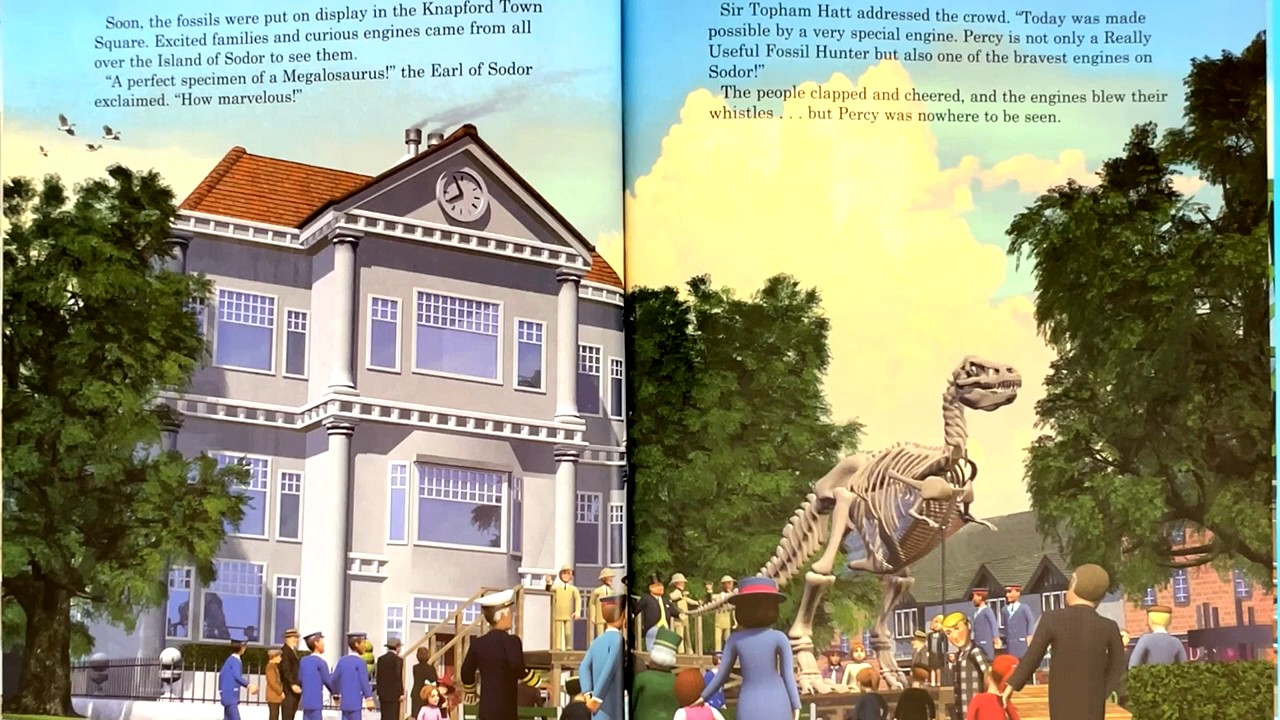 Soon, the fossils were put on display in the Knapford Town
Square. Excited families and curious engines came from all
over the Island of Sodor to see them.
“A perfect specimen of a Megalosaurus!” the Earl of Sodor
exclaimed. “How marvelous!”
Sir Topham Hatt addressed the crowd. “Today was made
possible by a very special engine. Percy is not only a Really
Useful Fossil Hunter but also one of the bravest engines on
Sodor!”
The people clapped and cheered, and the engines blew their
whistles . . . but Percy was nowhere to be seen.